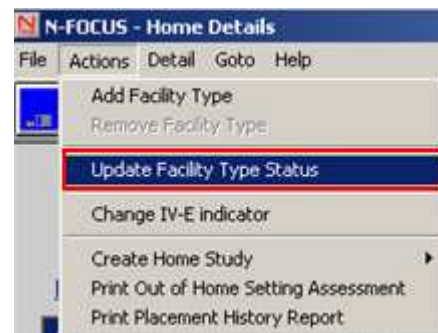 N-FOCUS - Home Details
File Actions Detail Goto Help
Add Facility Type
Remove Facility Type
Update Facility Type Status
Change IV-E indicator
Create Home Study
Print Out of Home Setting Assessment
Print Placement History Report